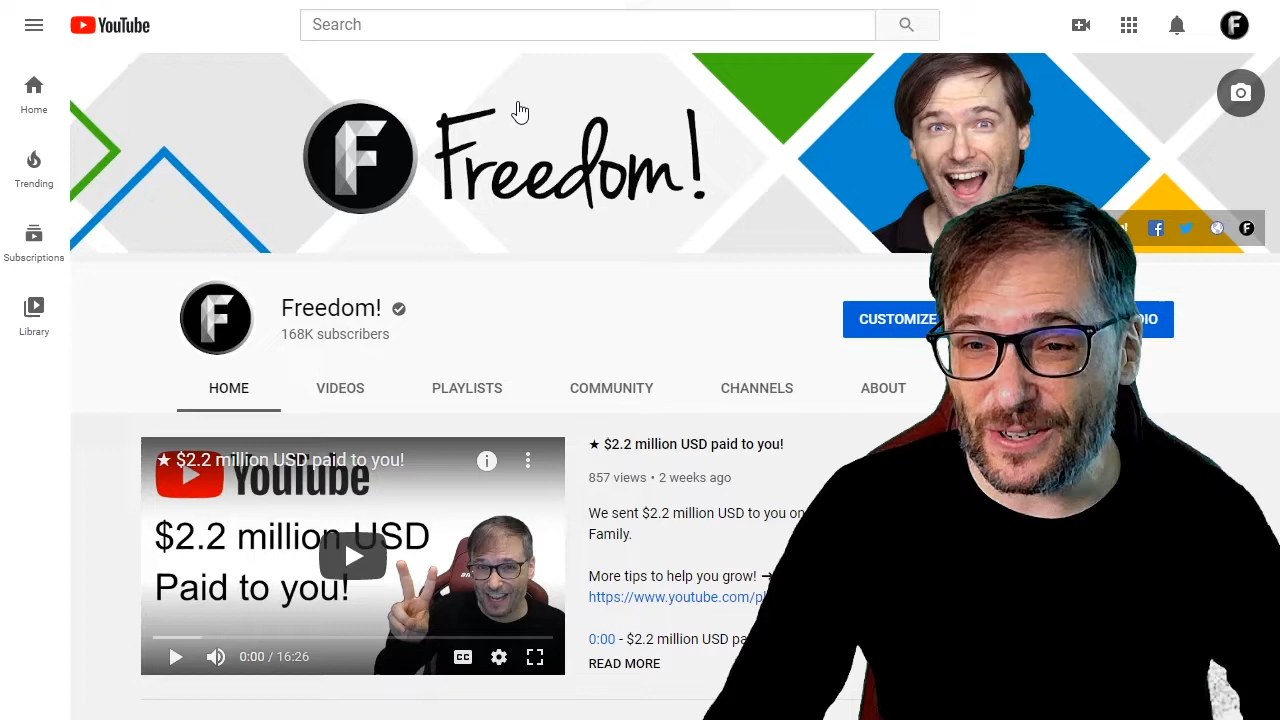 YouTube
Search
Home
Trending
Subscriptions
Library
F Freedom!
Freedom!
168K subscribers
CUSTOMIZE
HOME VIDEOS PLAYLISTS COMMUNITY CHANNELS ABOUT
★ $2.2 million USD paid to you!
YouTube
$2.2 million USD
Paid to you!
0:00 / 16:26
CC
★ $2.2 million USD paid to you!
857 views • 2 weeks ago
We sent $2.2 million USD to you on
Family.
More tips to help you grow! →
https://www.youtube.com/pl
0:00 - $2.2 million USD pa
READ MORE